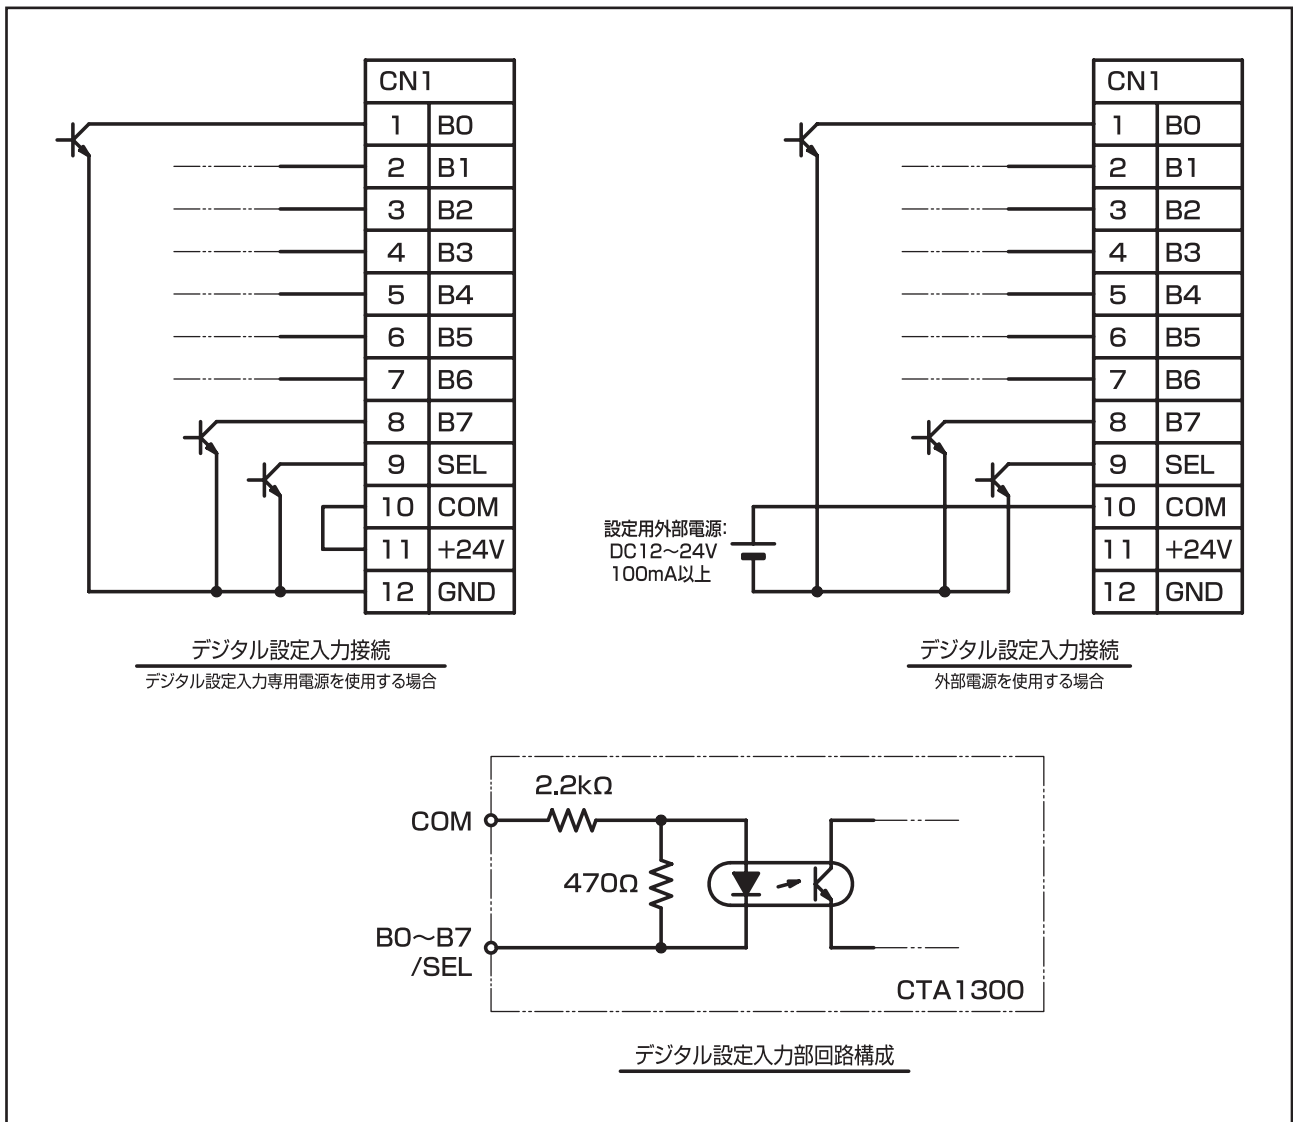 CN1
1 B0
2 B1
3 B2
4 B3
5 B4
6 B5
7 B6
8 B7
9 SEL
10 COM
11 +24V
12 GND
デジタル設定入力接続
デジタル設定入力専用電源を使用する場合
CN1
1 B0
2 B1
3 B2
4 B3
5 B4
6 B5
7 B6
8 B7
9 SEL
10 COM
11 +24V
12 GND
設定用外部電源:
DC12～24V
100mA以上
デジタル設定入力接続
外部電源を使用する場合
2.2kΩ
COM
470Ω
B0～B7
/SEL
CTA1300
デジタル設定入力部回路構成